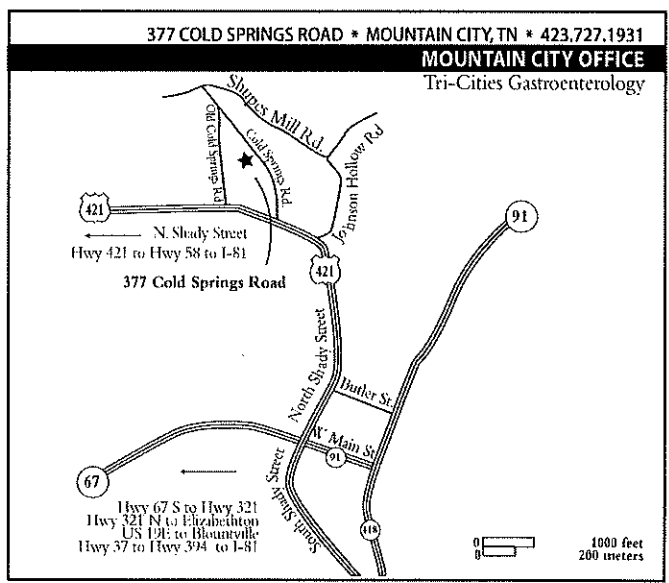 377 COLD SPRINGS ROAD * MOUNTAIN CITY, TN * 423.727.1931
MOUNTAIN CITY OFFICE
Tri-Cities Gastroenterology
Shupes Mill Rd.
Old Cold Springs Rd
Cold Springs Rd.
Johnson Hollow Rd
421
91
N. Shady Street
Hwy 421 to Hwy 58 to I-81
421
377 Cold Springs Road
North Shady Street
Butler St.
W. Main St
91
67
South Shady Street
Hwy 67 S to Hwy 321
Hwy 321 N to Elizabethton
US 19E to Blountville
Hwy 37 to Hwy 394 to I-81
418
0 1000 feet
0 200 meters